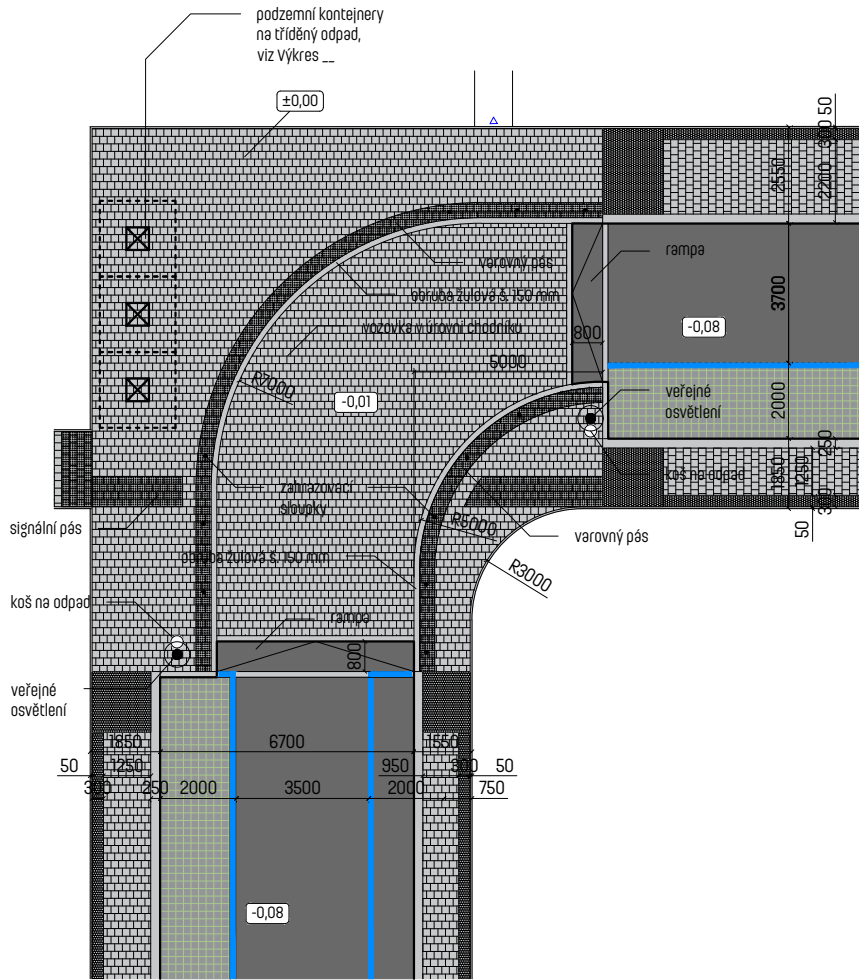 podzemní kontejnery
na tříděný odpad,
viz Výkres __
±0,00
50
300
2550
2200
varovný pás
rampa
obruba žulová š. 150 mm
3700
vozovka v úrovni chodníku
-0,08
800
5000
R7000
-0,01
veřejné
osvětlení
2000
250
koš na odpad
1850
1250
zahrazovací
sloupky
300
signální pás
R5000
50
varovný pás
obruba žulová š. 150 mm
R3000
koš na odpad
rampa
800
veřejné
osvětlení
1850
6700
1550
50
1250
950
300
50
300
250
2000
3500
2000
750
-0,08